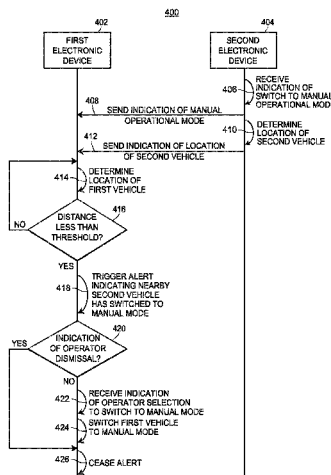 400
402
404
FIRST
ELECTRONIC
DEVICE
SECOND
ELECTRONIC
DEVICE
406
RECEIVE
INDICATION OF
SWITCH TO MANUAL
OPERATIONAL MODE
408
SEND INDICATION OF MANUAL
OPERATIONAL MODE
410
DETERMINE
LOCATION OF
SECOND VEHICLE
412
SEND INDICATION OF LOCATION
OF SECOND VEHICLE
414
DETERMINE
LOCATION OF
FIRST VEHICLE
416
DISTANCE
LESS THAN
THRESHOLD?
NO
YES
418
TRIGGER ALERT
INDICATING NEARBY
SECOND VEHICLE
HAS SWITCHED TO
MANUAL MODE
420
INDICATION
OF OPERATOR
DISMISSAL?
YES
NO
422
RECEIVE INDICATION
OF OPERATOR SELECTION
TO SWITCH TO MANUAL MODE
424
SWITCH FIRST VEHICLE
TO MANUAL MODE
426
CEASE ALERT